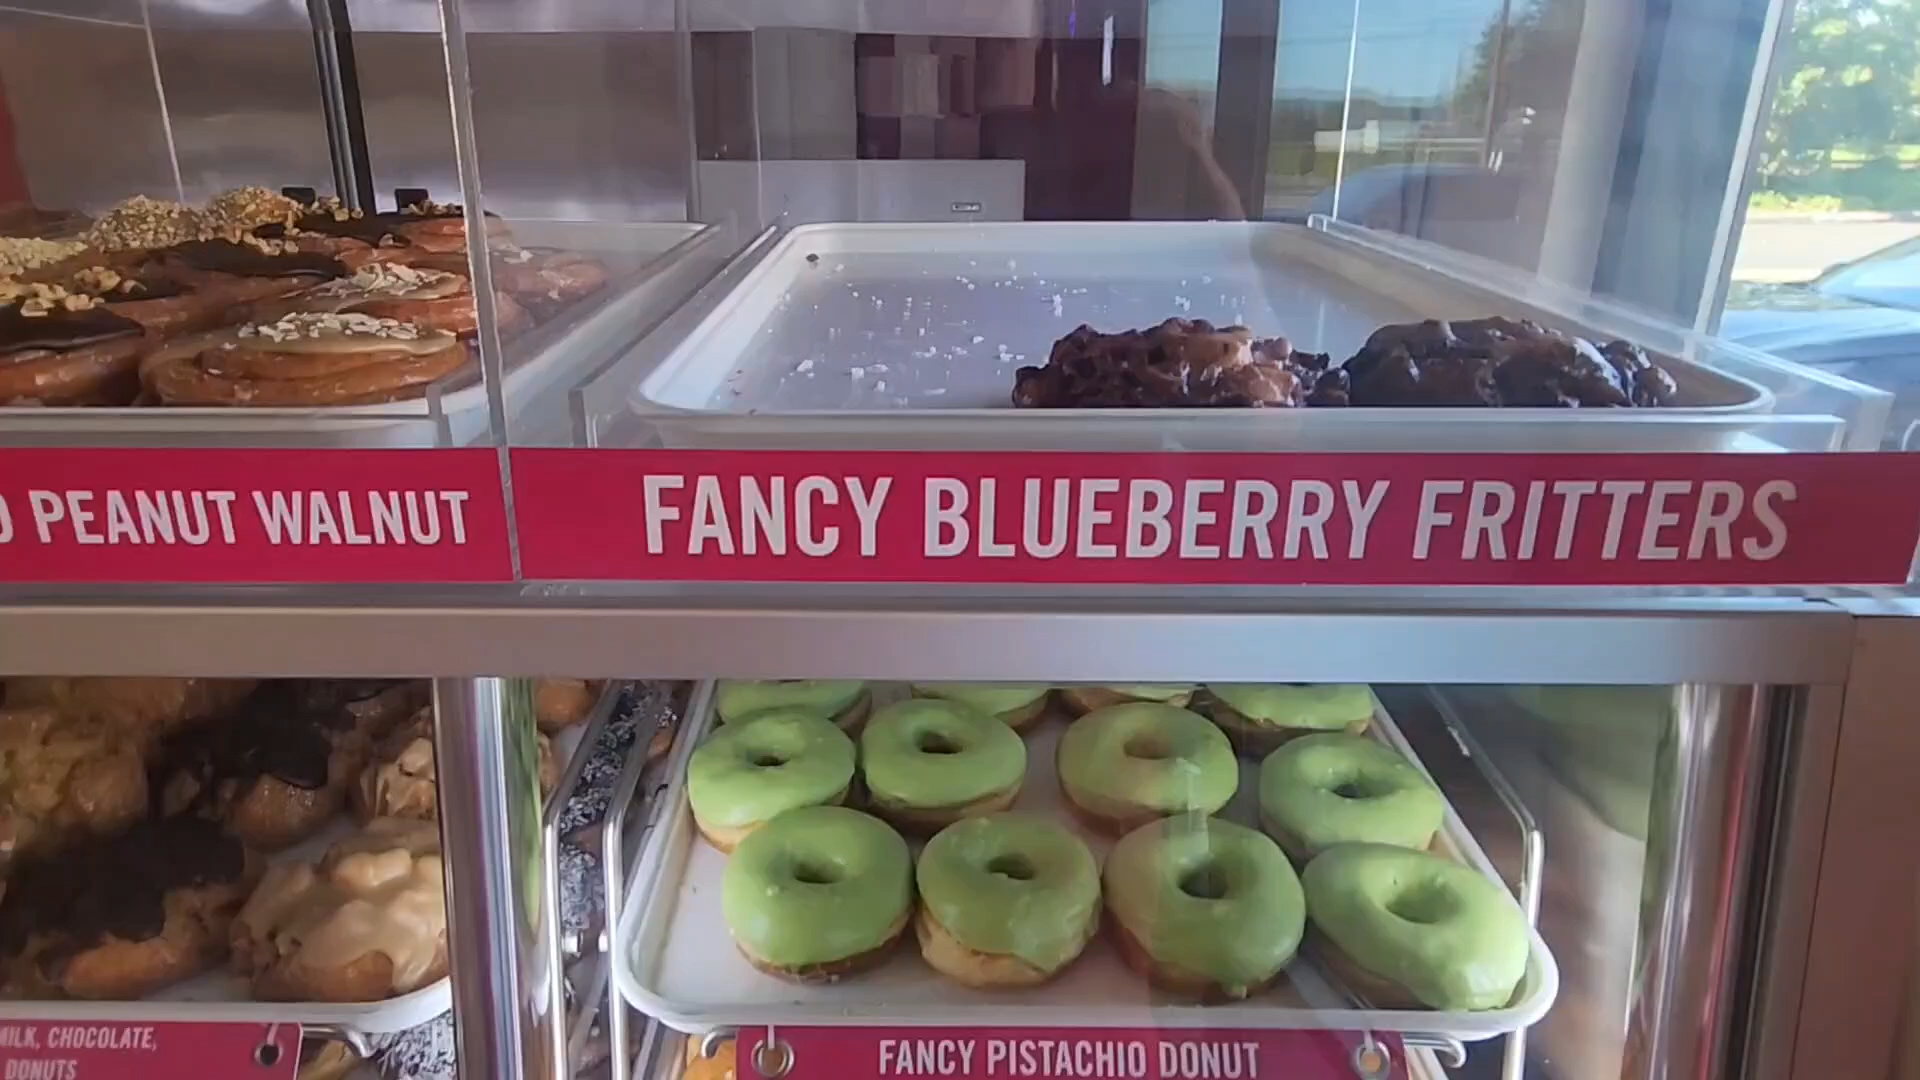 PEANUT WALNUT
FANCY BLUEBERRY FRITTERS
MILK, CHOCOLATE,
DONUTS
FANCY PISTACHIO DONUT